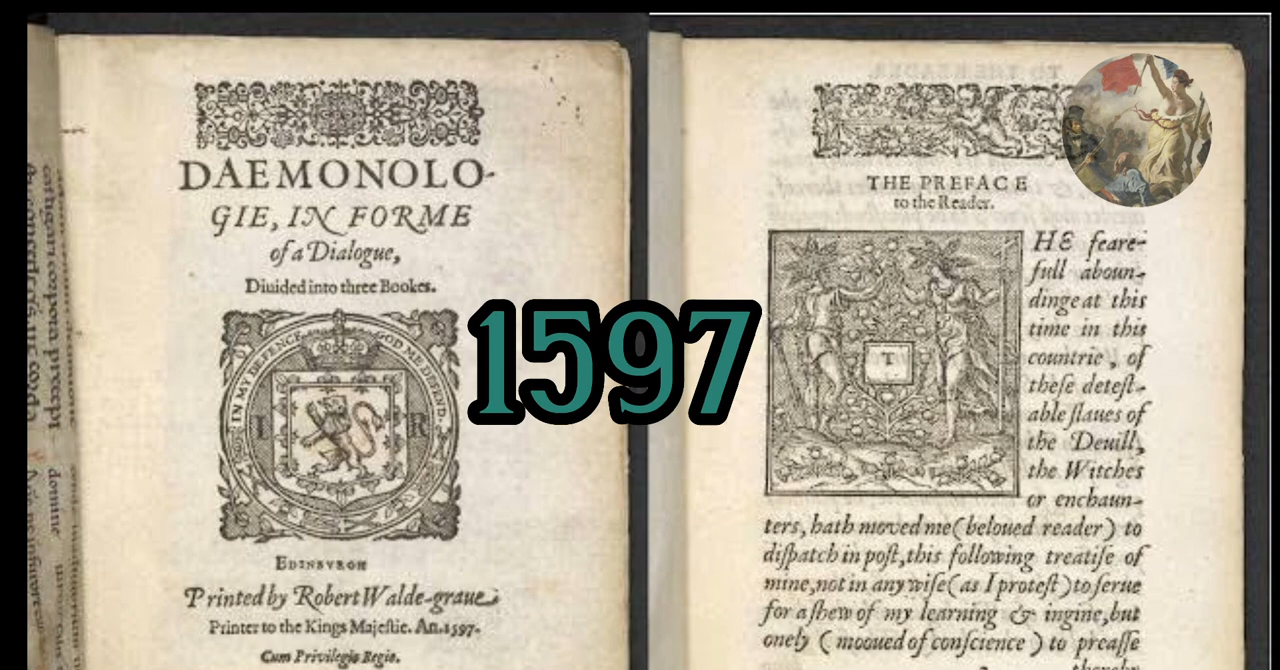 DAEMONOLO-
GIE, IN FORME
of a Dialogue,
Diuided into three Bookes.
IN MY DEFENCE GOD ME DEFEND.
I R
EDINBVRGH
Printed by Robert Walde-graue
Printer to the Kings Majestie. An. 1597.
Cum Privilegio Regio.
1597
THE PREFACE
to the Reader.
T
HE feare-
full aboun-
dinge at this
time in this
countrie, of
these detest-
able slaues of
the Deuill,
the Witches
or enchaun-
ters, hath moved me (beloued reader) to
dispatch in post, this following treatise of
mine, not in any wise (as I protest) to serue
for a shew of my learning & ingine, but
onely (mooued of conscience) to preasse